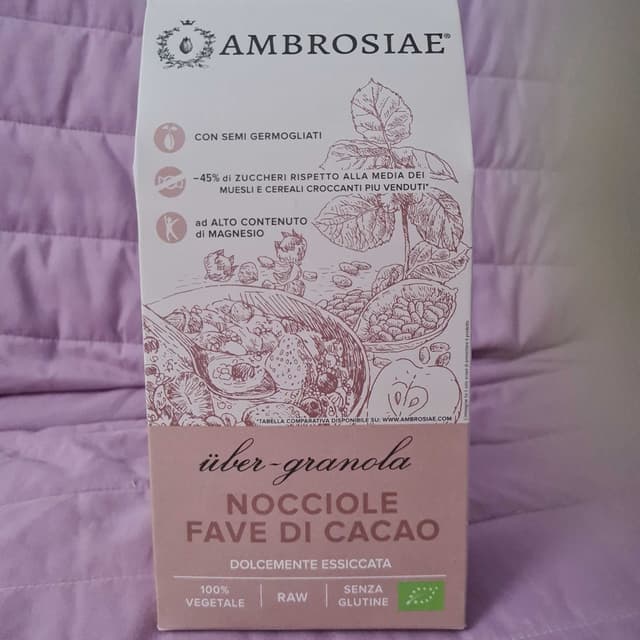 AMBROSIAE®
CON SEMI GERMOGLIATI
-45% di ZUCCHERI RISPETTO ALLA MEDIA DEI
MUESLI E CEREALI CROCCANTI PIU VENDUTI*
ad ALTO CONTENUTO
di MAGNESIO
*TABELLA COMPARATIVA DISPONIBILE SU: WWW.AMBROSIAE.COM
über-granola
NOCCIOLE
FAVE DI CACAO
DOLCEMENTE ESSICCATA
100%
VEGETALE
RAW
SENZA
GLUTINE